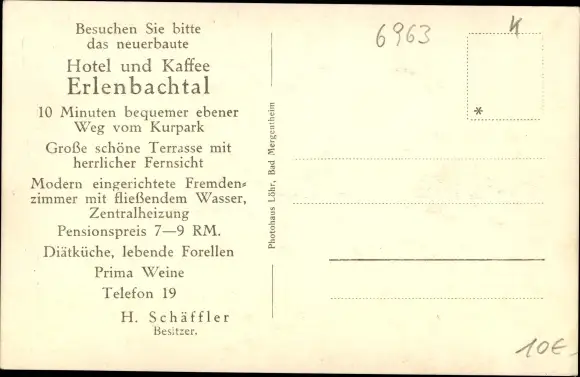 Besuchen Sie bitte
das neuerbaute
Hotel und Kaffee
Erlenbachtal
10 Minuten bequemer ebener
Weg vom Kurpark
Große schöne Terrasse mit
herrlicher Fernsicht
Modern eingerichtete Fremden-
zimmer mit fließendem Wasser,
Zentralheizung
Pensionspreis 7—9 RM.
Diätküche, lebende Forellen
Prima Weine
Telefon 19
H. Schäffler
Besitzer.
Photohaus Löhr, Bad Mergentheim
6963
*
10€.